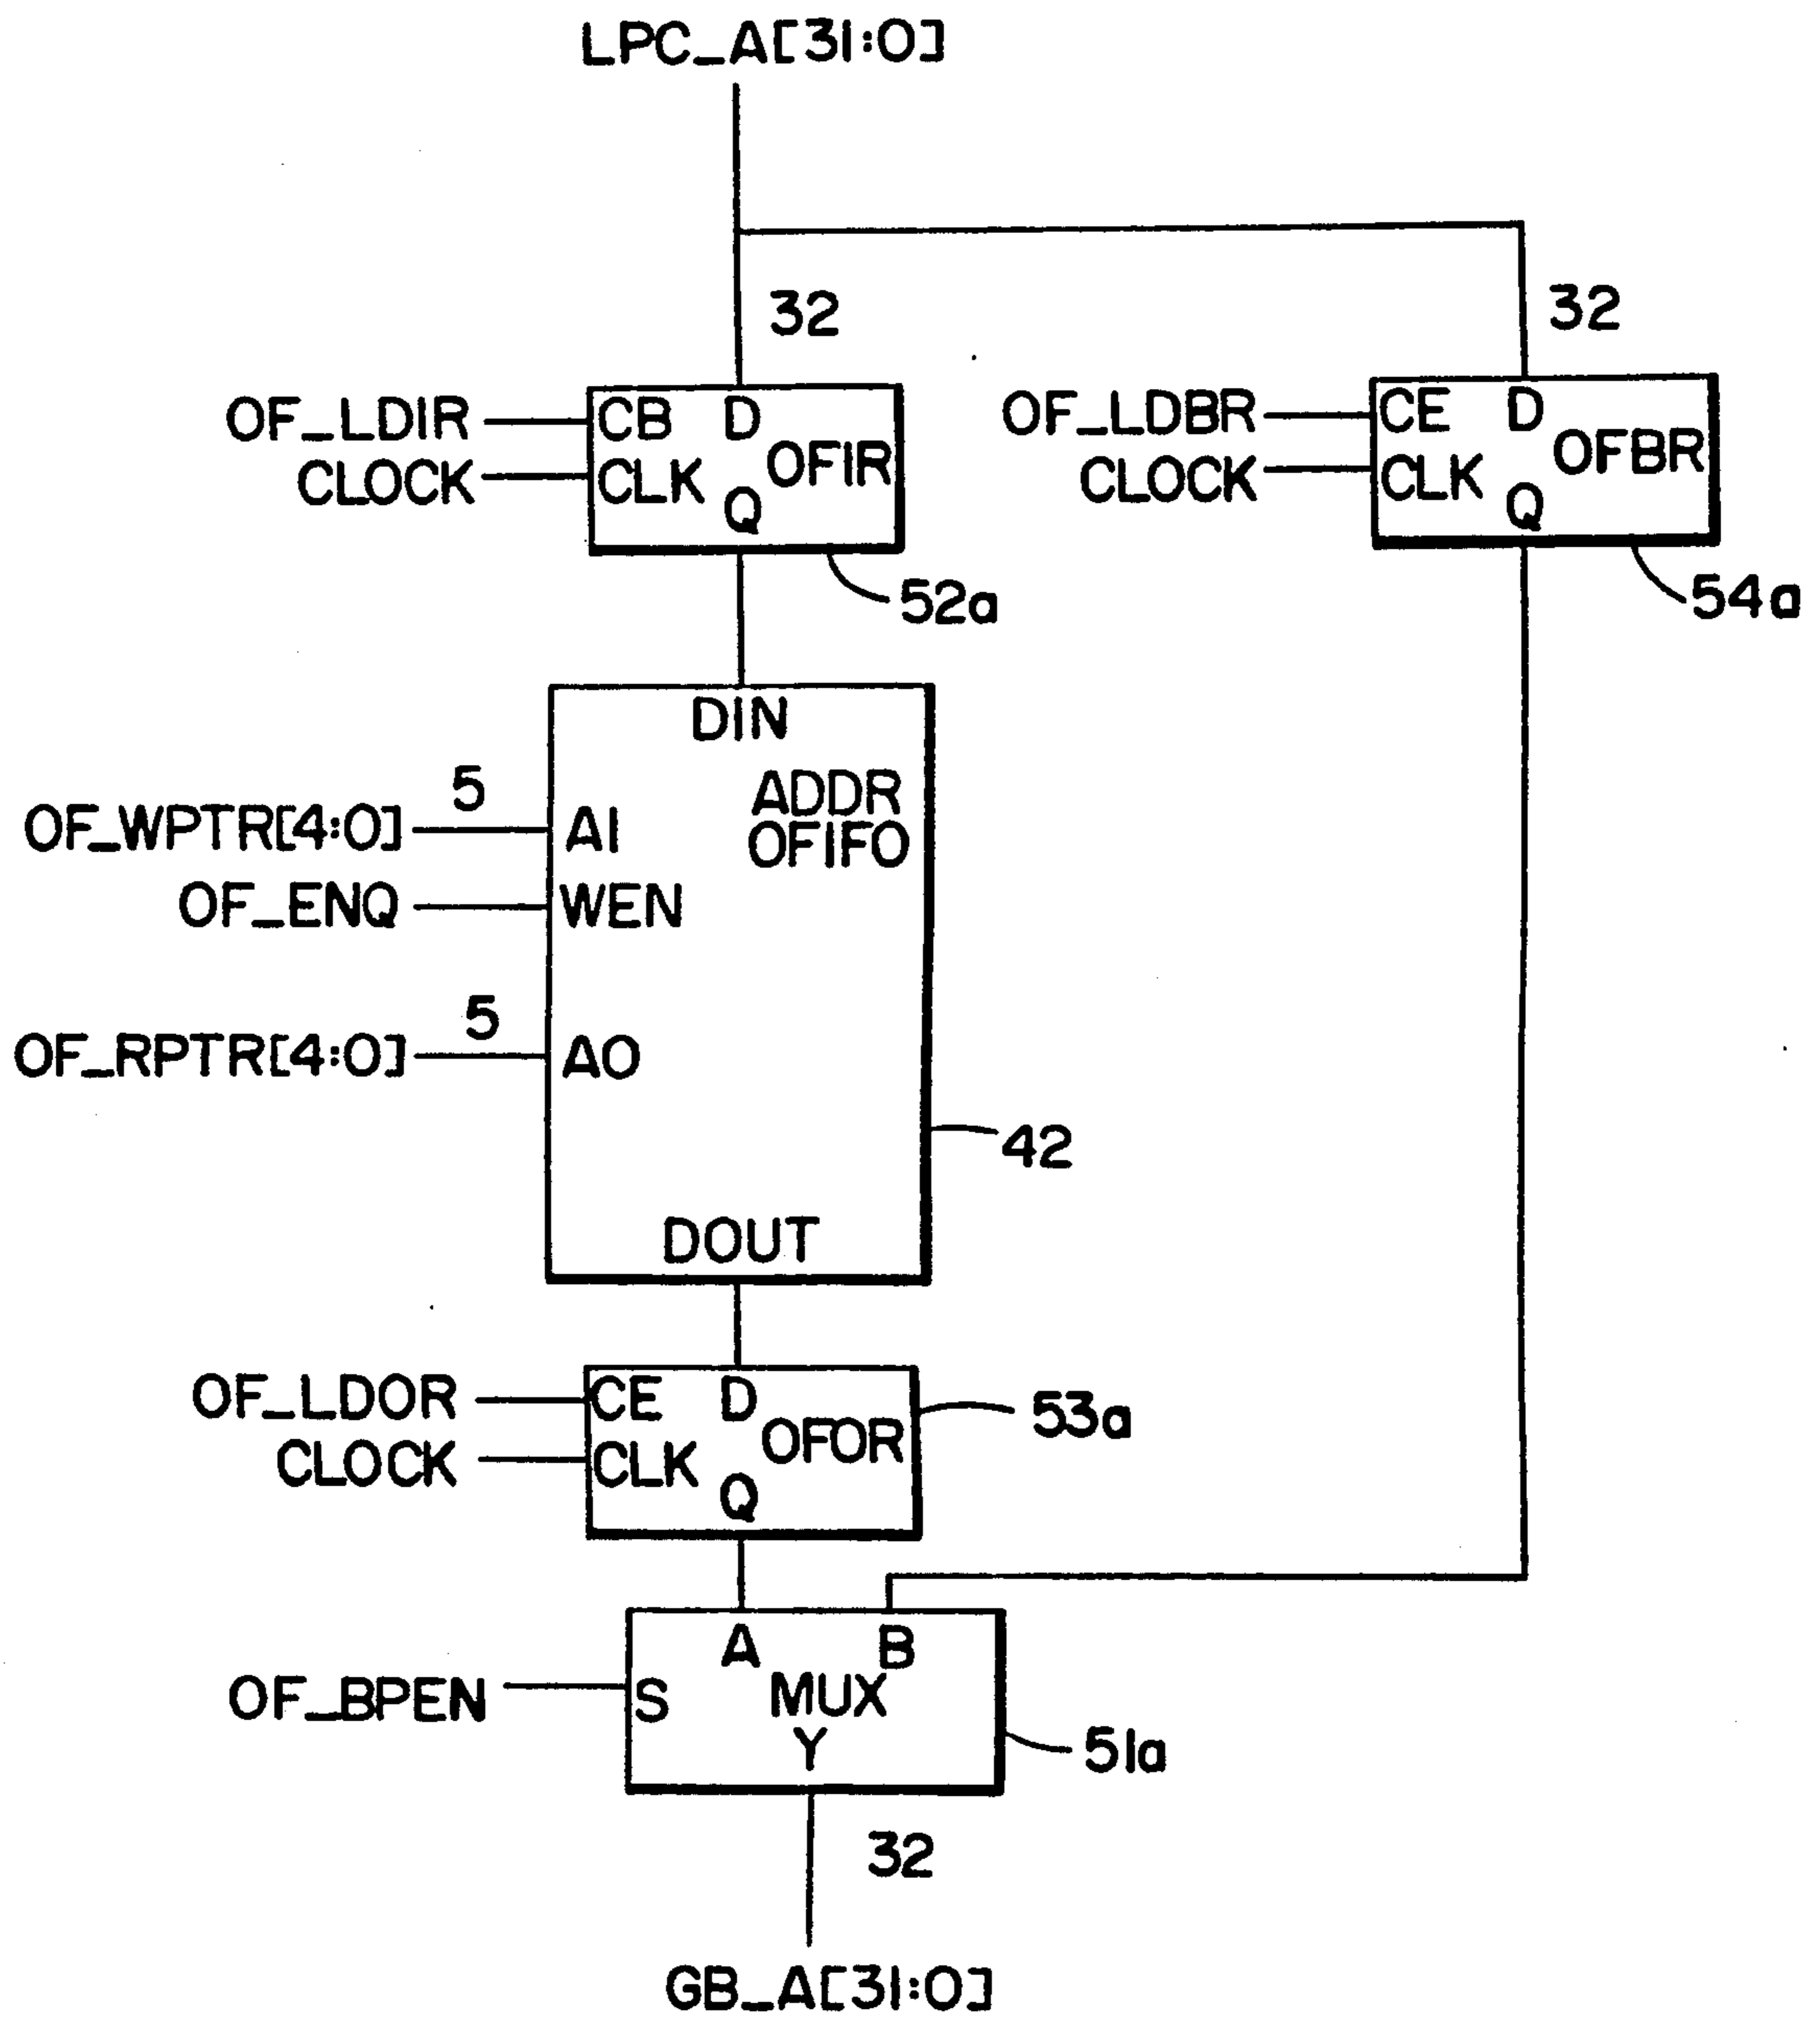 LPC_A[31:0]
32
32
OF_LDIR
CB D
OFIR
CLOCK
CLK
Q
52a
OF_LDBR
CE D
OFBR
CLOCK
CLK
Q
54a
DIN
ADDR
OFIFO
5
OF_WPTR[4:0]
AI
OF_ENQ
WEN
5
OF_RPTR[4:0]
AO
42
DOUT
OF_LDOR
CE D
OFOR
CLOCK
CLK
Q
53a
A B
MUX
OF_BPEN
S
Y
51a
32
GB_A[31:0]